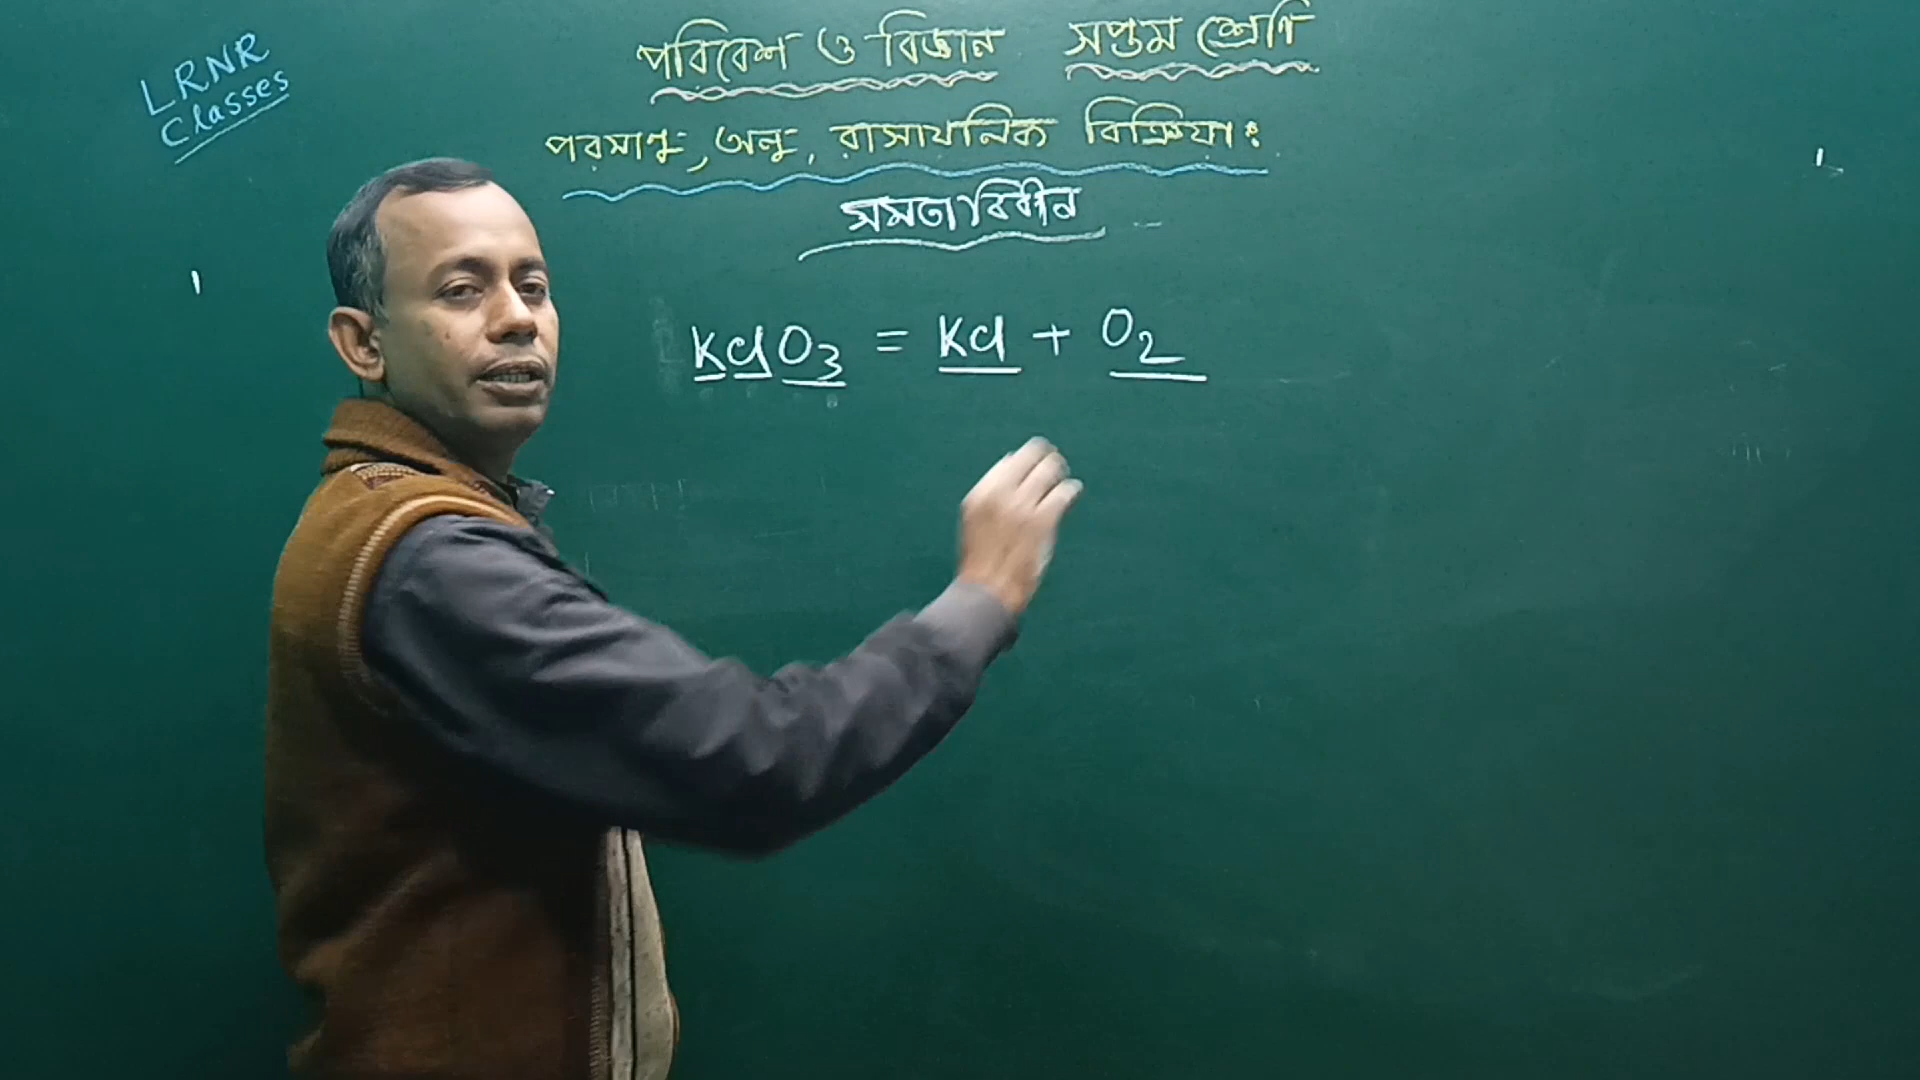 LRNR
Classes
পরিবেশ ও বিজ্ঞান সপ্তম শ্রেণি
পরমাণু, অণু, রাসায়নিক বিক্রিয়া:
সমতাবিধান
KClO3 = KCl + O2